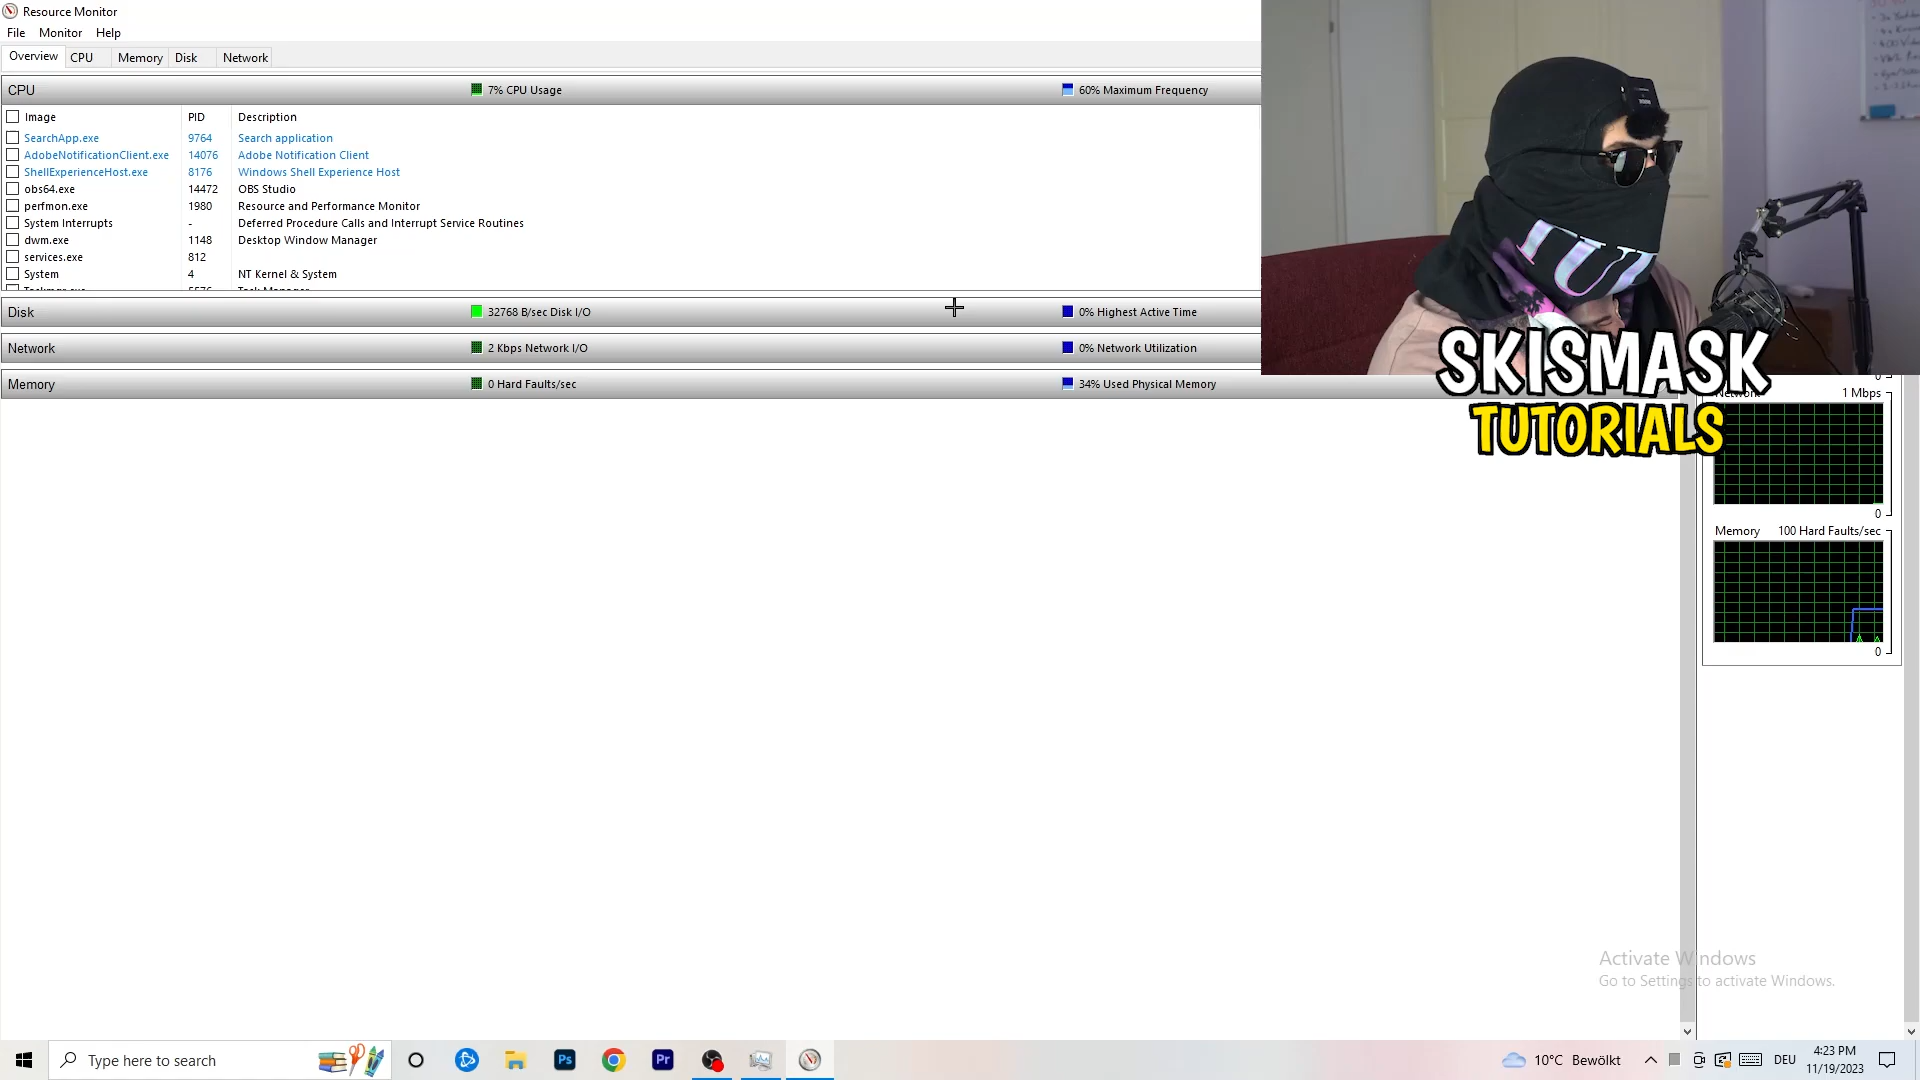 Resource Monitor
File Monitor Help
Overview CPU Memory Disk Network
CPU 7% CPU Usage 60% Maximum Frequency
Image PID Description
SearchApp.exe 9764 Search application
AdobeNotificationClient.exe 14076 Adobe Notification Client
ShellExperienceHost.exe 8176 Windows Shell Experience Host
obs64.exe 14472 OBS Studio
perfmon.exe 1980 Resource and Performance Monitor
System Interrupts - Deferred Procedure Calls and Interrupt Service Routines
dwm.exe 1148 Desktop Window Manager
services.exe 812
System 4 NT Kernel & System
Disk 32768 B/sec Disk I/O 0% Highest Active Time
Network 2 Kbps Network I/O 0% Network Utilization
Memory 0 Hard Faults/sec 34% Used Physical Memory
SKISMASK
TUTORIALS
Network 1 Mbps
0
Memory 100 Hard Faults/sec
0
Activate Windows
Go to Settings to activate Windows.
Type here to search
Ps
Pr
10°C Bewölkt
DEU
4:23 PM
11/19/2023